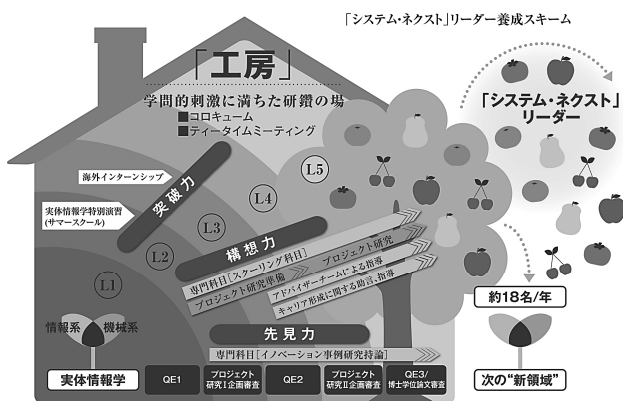 「システム・ネクスト」リーダー養成スキーム
「工房」
学問的刺激に満ちた研鑽の場
■コロキューム
■ティータイムミーティング
「システム・ネクスト」
リーダー
海外インターンシップ
突破力
実体情報学特別演習
(サマースクール)
L5
L4
L3
L2
L1
構想力
専門科目[スクーリング科目]
プロジェクト研究
プロジェクト研究準備
アドバイザーチームによる指導
キャリア形成に関する助言、指導
約18名/年
情報系
機械系
先見力
専門科目[イノベーション事例研究持論]
実体情報学
QE1
プロジェクト
研究Ⅰ企画審査
QE2
プロジェクト
研究Ⅱ企画審査
QE3/
博士学位論文審査
次の“新領域”